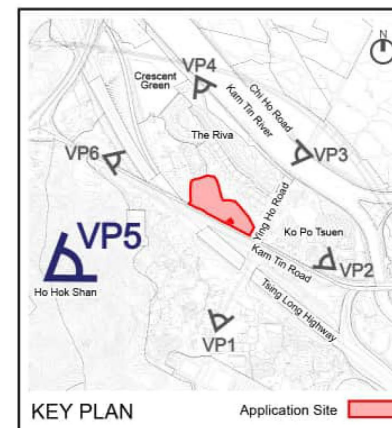 N
Crescent
Green
VP4
Kam Tin River
Chi Ho Road
The Riva
VP6
VP3
Ying Ho Road
VP5
Ko Po Tsuen
Ho Hok Shan
Kam Tin Road
VP2
Tsing Long Highway
VP1
KEY PLAN
Application Site